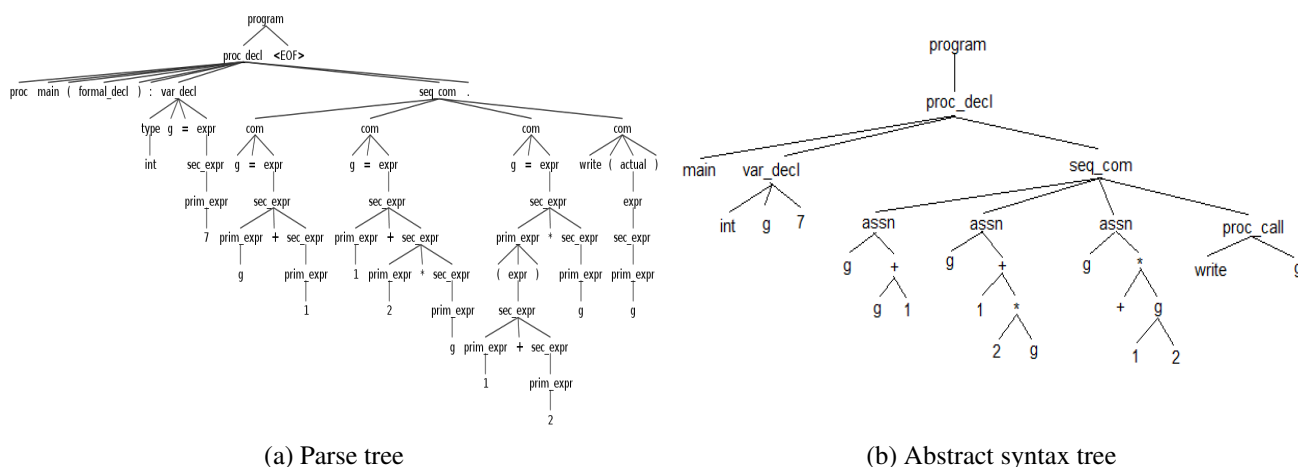 program
proc_decl <EOF>
proc main ( formal_decl ) : var_decl seq_com .
type g = expr com com com com
int sec_expr g = expr g = expr g = expr write ( actual )
prim_expr sec_expr sec_expr sec_expr expr
7 prim_expr + sec_expr prim_expr + sec_expr prim_expr * sec_expr sec_expr
g prim_expr 1 prim_expr * sec_expr ( expr ) prim_expr prim_expr
1 2 prim_expr sec_expr g g
g prim_expr + sec_expr
1 prim_expr
2
(a) Parse tree
program
proc_decl
main var_decl seq_com
int g 7 assn assn assn proc_call
g + g + g * write g
g 1 1 * + g
2 g 1 2
(b) Abstract syntax tree